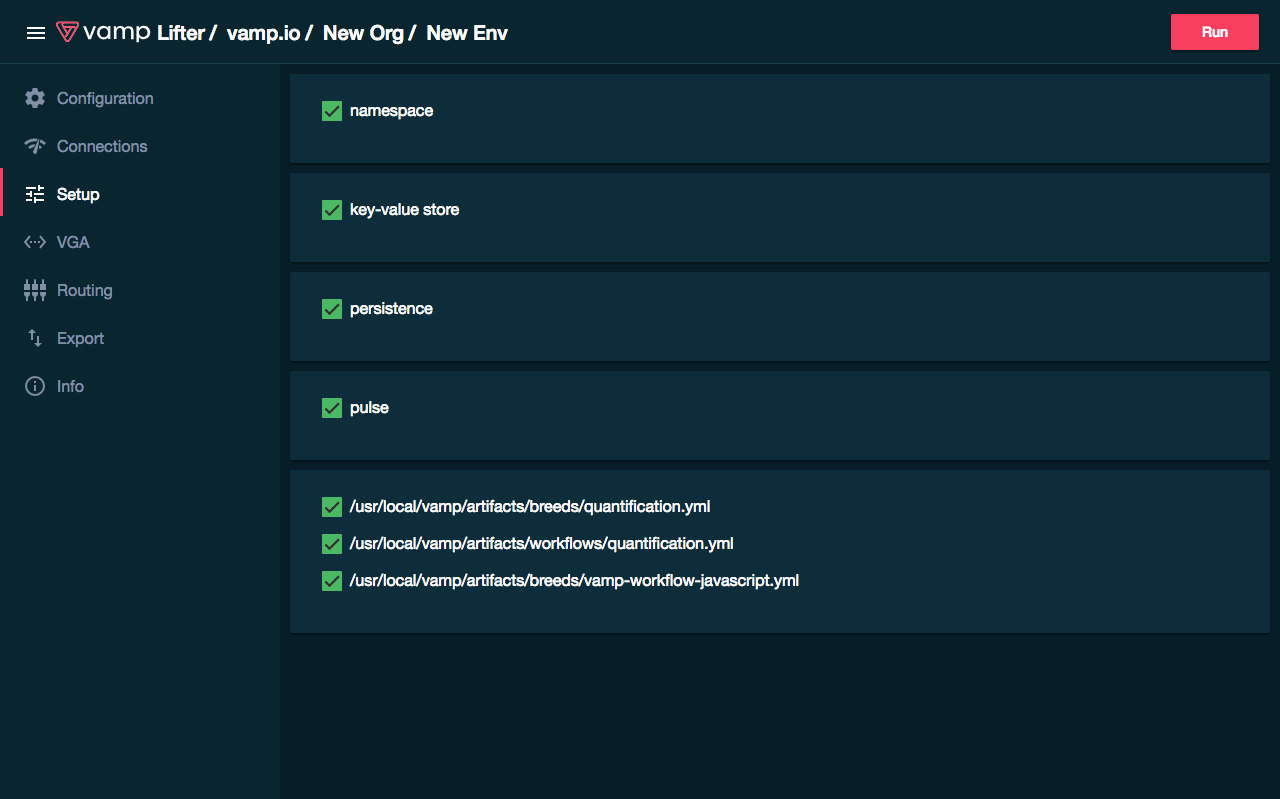 vamp Lifter / vamp.io / New Org / New Env
Run
Configuration
Connections
Setup
VGA
Routing
Export
Info
namespace
key-value store
persistence
pulse
/usr/local/vamp/artifacts/breeds/quantification.yml
/usr/local/vamp/artifacts/workflows/quantification.yml
/usr/local/vamp/artifacts/breeds/vamp-workflow-javascript.yml